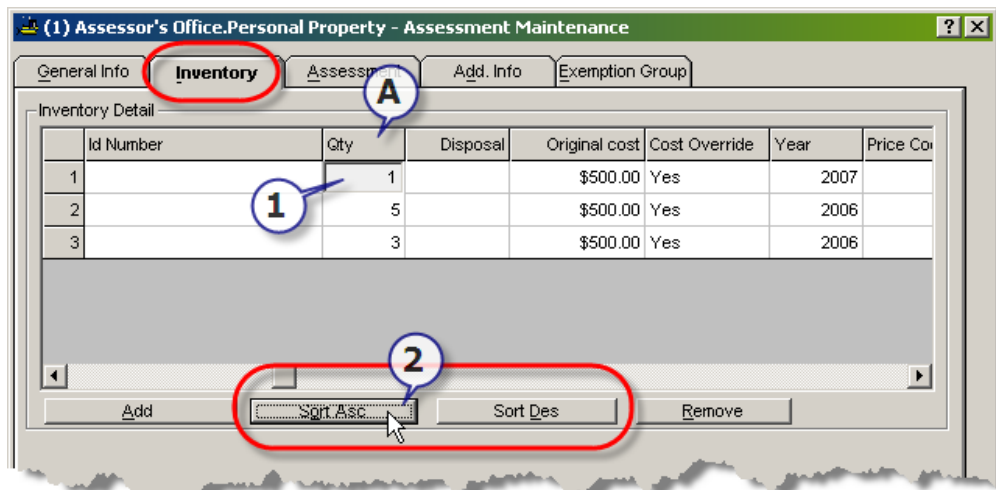 (1) Assessor's Office.Personal Property - Assessment Maintenance ? X
General Info Inventory Assessment Add. Info Exemption Group
A
Inventory Detail
Id Number Qty Disposal Original cost Cost Override Year Price Co
1 1 $500.00 Yes 2007
1
2 5 $500.00 Yes 2006
3 3 $500.00 Yes 2006
2
Add Sort Asc Sort Des Remove